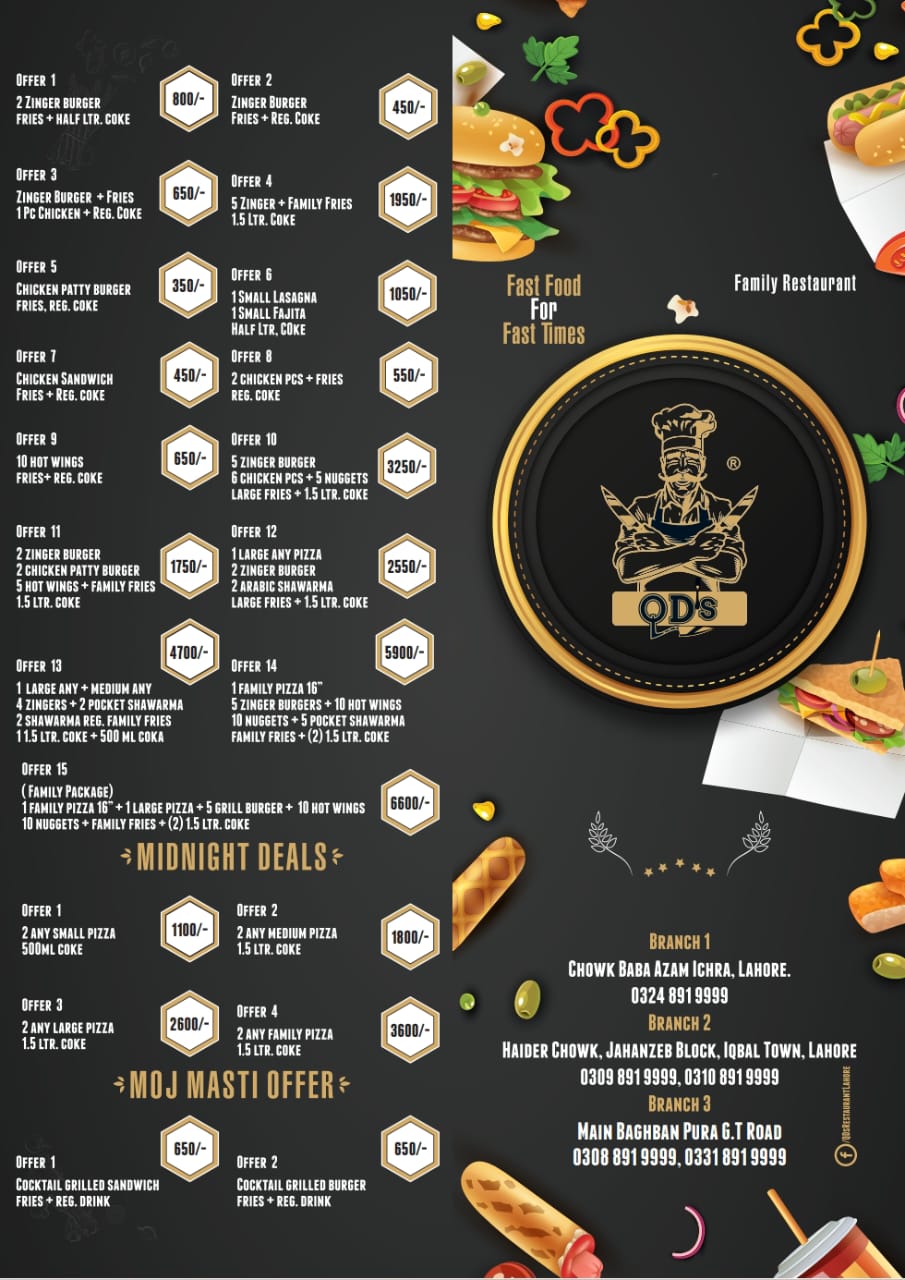 Offer 1
2 Zinger burger
fries + half ltr. coke
800/-
Offer 2
Zinger Burger
Fries + Reg. Coke
450/-
Offer 3
Zinger Burger + Fries
1 Pc Chicken + Reg. Coke
650/-
Offer 4
5 Zinger + Family Fries
1.5 Ltr. Coke
1950/-
Offer 5
Chicken patty burger
fries, reg. coke
350/-
Offer 6
1 Small Lasagna
1 Small Fajita
Half Ltr, COke
1050/-
Offer 7
Chicken Sandwich
Fries + Reg. coke
450/-
Offer 8
2 chicken pcs + fries
reg. coke
550/-
Offer 9
10 hot wings
fries+ reg. coke
650/-
Offer 10
5 zinger burger
6 chicken pcs + 5 nuggets
large fries + 1.5 ltr. coke
3250/-
Offer 11
2 zinger burger
2 chicken patty burger
5 hot wings + family fries
1.5 ltr. coke
1750/-
Offer 12
1 large any pizza
2 zinger burger
2 arabic shawarma
large fries + 1.5 ltr. coke
2550/-
Offer 13
4700/-
1 large any + medium any
4 zingers + 2 pocket shawarma
2 shawarma reg. family fries
1 1.5 ltr. coke + 500 ml coka
Offer 14
5900/-
1 family pizza 16"
5 zinger burgers + 10 hot wings
10 nuggets + 5 pocket shawarma
family fries + (2) 1.5 ltr. coke
Offer 15
( Family Package)
1 family pizza 16" + 1 large pizza + 5 grill burger + 10 hot wings
10 nuggets + family fries + (2) 1.5 ltr. coke
6600/-
MIDNIGHT DEALS
Offer 1
2 any small pizza
500ml coke
1100/-
Offer 2
2 any medium pizza
1.5 ltr. coke
1800/-
Offer 3
2 any large pizza
1.5 ltr. coke
2600/-
Offer 4
2 any family pizza
1.5 ltr. coke
3600/-
MOJ MASTI OFFER
Offer 1
650/-
Cocktail grilled sandwich
fries + reg. drink
Offer 2
650/-
Cocktail grilled burger
fries + reg. drink
Fast Food
For
Fast Times
Family Restaurant
®
QD's
Branch 1
Chowk Baba Azam Ichra, Lahore.
0324 891 9999
Branch 2
Haider Chowk, Jahanzeb Block, Iqbal Town, Lahore
0309 891 9999, 0310 891 9999
Branch 3
Main Baghban Pura G.T Road
0308 891 9999, 0331 891 9999
f /QDsRestaurantLahore